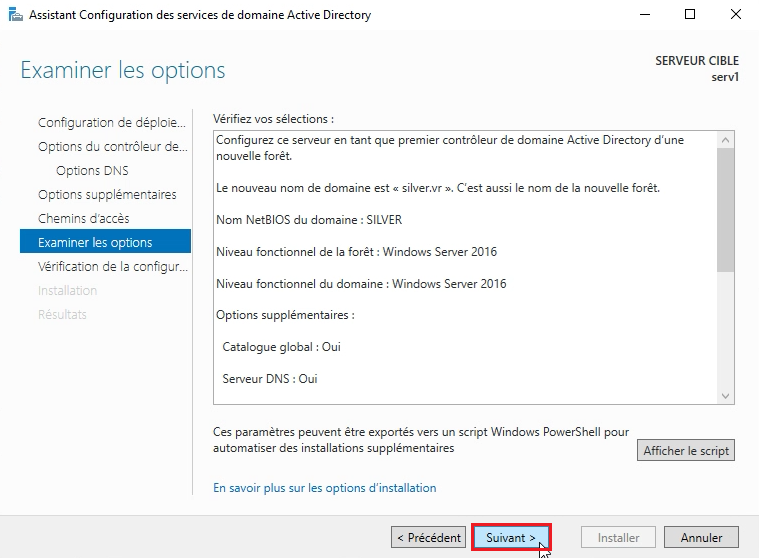 Assistant Configuration des services de domaine Active Directory
Examiner les options
SERVEUR CIBLE
serv1
Configuration de déploie...
Options du contrôleur de...
Options DNS
Options supplémentaires
Chemins d'accès
Examiner les options
Vérification de la configur...
Installation
Résultats
Vérifiez vos sélections :
Configurez ce serveur en tant que premier contrôleur de domaine Active Directory d'une
nouvelle forêt.
Le nouveau nom de domaine est « silver.vr ». C'est aussi le nom de la nouvelle forêt.
Nom NetBIOS du domaine : SILVER
Niveau fonctionnel de la forêt : Windows Server 2016
Niveau fonctionnel du domaine : Windows Server 2016
Options supplémentaires :
Catalogue global : Oui
Serveur DNS : Oui
Ces paramètres peuvent être exportés vers un script Windows PowerShell pour
automatiser des installations supplémentaires
Afficher le script
En savoir plus sur les options d'installation
< Précédent
Suivant >
Installer
Annuler